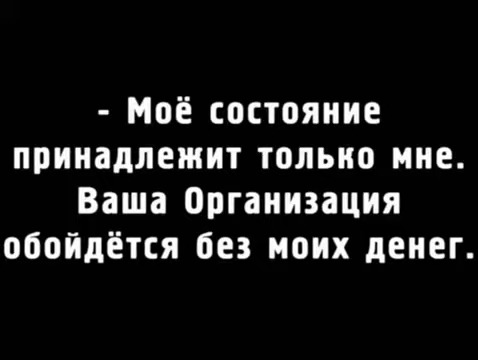 - Моё состояние
принадлежит только мне.
Ваша Организация
обойдётся без моих денег.